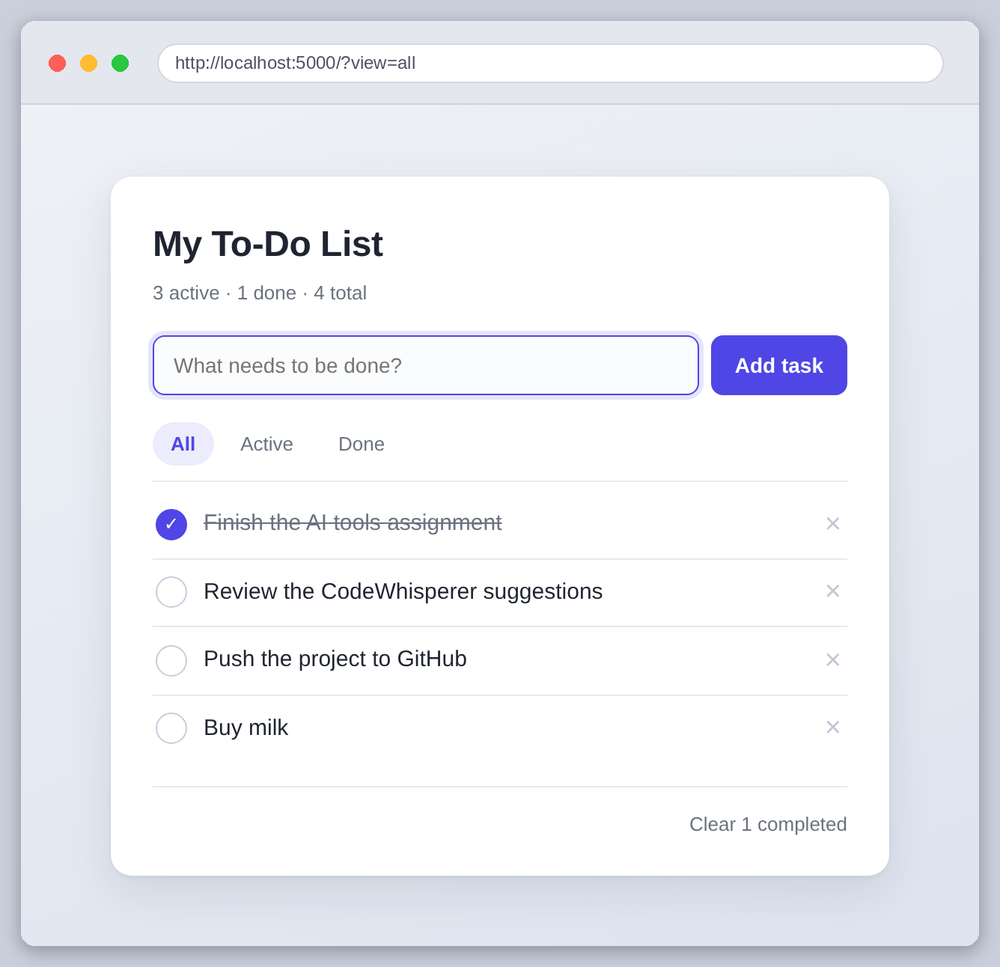 http://localhost:5000/?view=all
My To-Do List
3 active · 1 done · 4 total
What needs to be done?
Add task
All
Active
Done
✓ Finish the AI tools assignment ×
Review the CodeWhisperer suggestions ×
Push the project to GitHub ×
Buy milk ×
Clear 1 completed